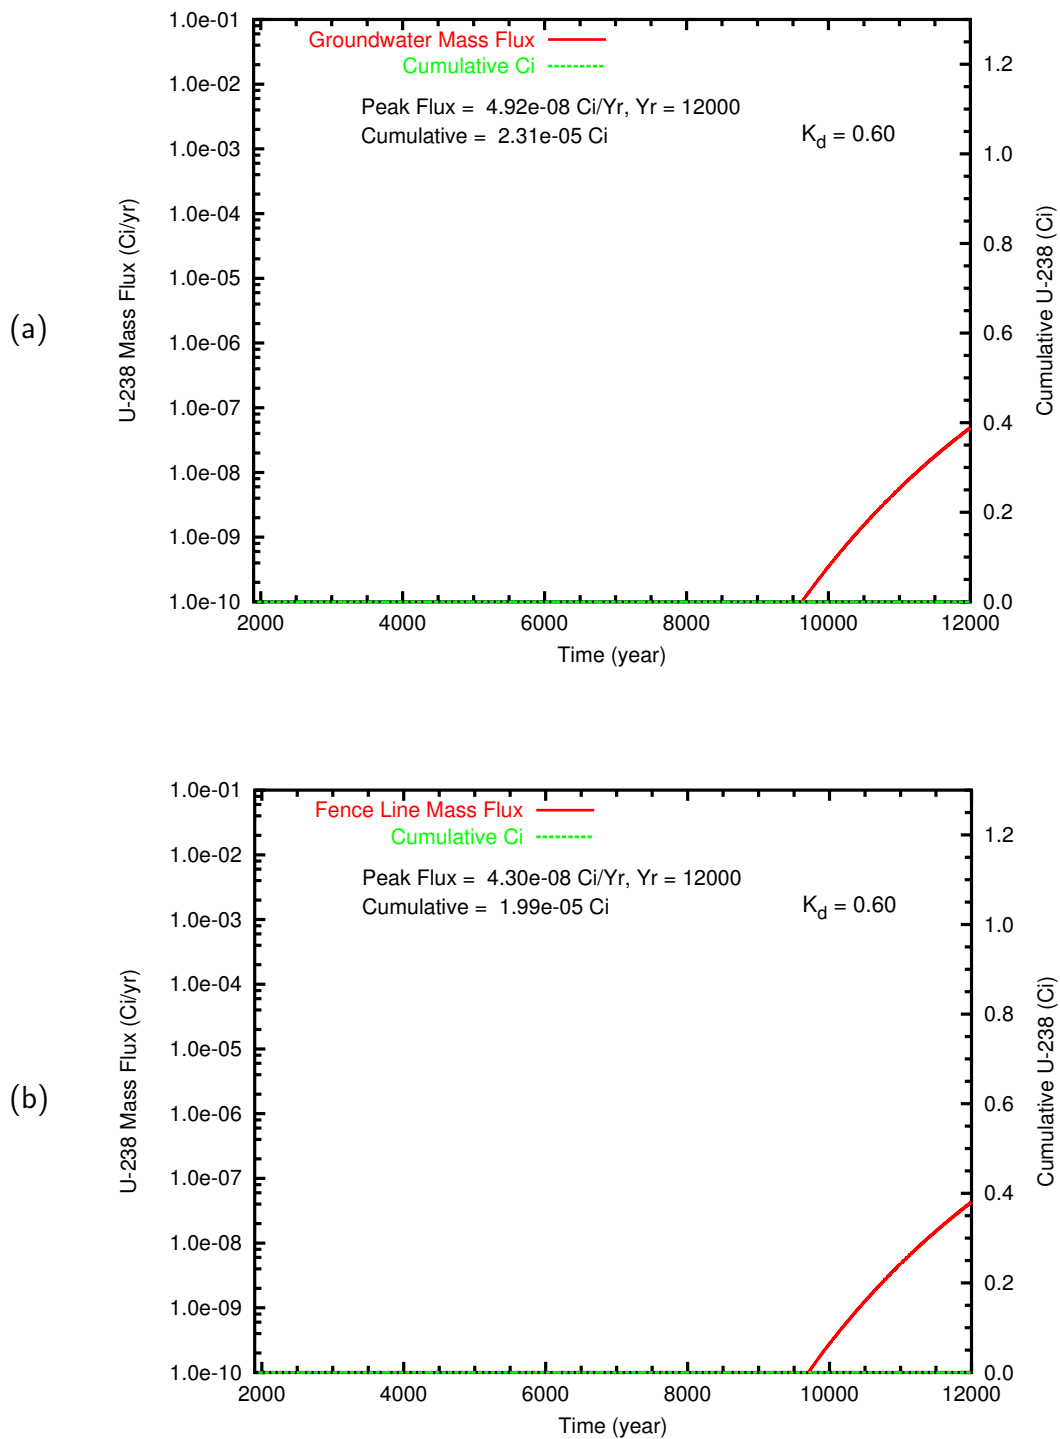 (a)
1.0e-01
1.0e-02
1.0e-03
1.0e-04
1.0e-05
1.0e-06
1.0e-07
1.0e-08
1.0e-09
1.0e-10
U-238 Mass Flux (Ci/yr)
Groundwater Mass Flux
Cumulative Ci
Peak Flux = 4.92e-08 Ci/Yr, Yr = 12000
Cumulative = 2.31e-05 Ci
Kd = 0.60
1.2
1.0
0.8
0.6
0.4
0.2
0.0
Cumulative U-238 (Ci)
2000 4000 6000 8000 10000 12000
Time (year)
(b)
1.0e-01
1.0e-02
1.0e-03
1.0e-04
1.0e-05
1.0e-06
1.0e-07
1.0e-08
1.0e-09
1.0e-10
U-238 Mass Flux (Ci/yr)
Fence Line Mass Flux
Cumulative Ci
Peak Flux = 4.30e-08 Ci/Yr, Yr = 12000
Cumulative = 1.99e-05 Ci
Kd = 0.60
1.2
1.0
0.8
0.6
0.4
0.2
0.0
Cumulative U-238 (Ci)
2000 4000 6000 8000 10000 12000
Time (year)